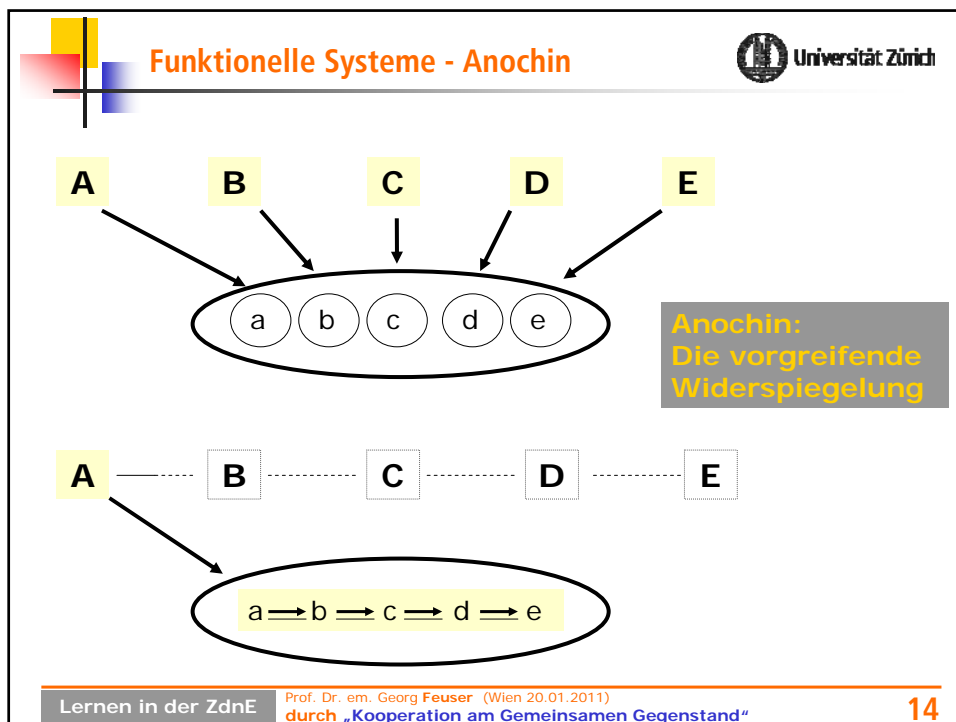 Funktionelle Systeme - Anochin
Universität Zürich
A B C D E
a b c d e
Anochin:
Die vorgreifende
Widerspiegelung
A B C D E
a b c d e
Lernen in der ZdnE
Prof. Dr. em. Georg Feuser (Wien 20.01.2011)
durch „Kooperation am Gemeinsamen Gegenstand“
14